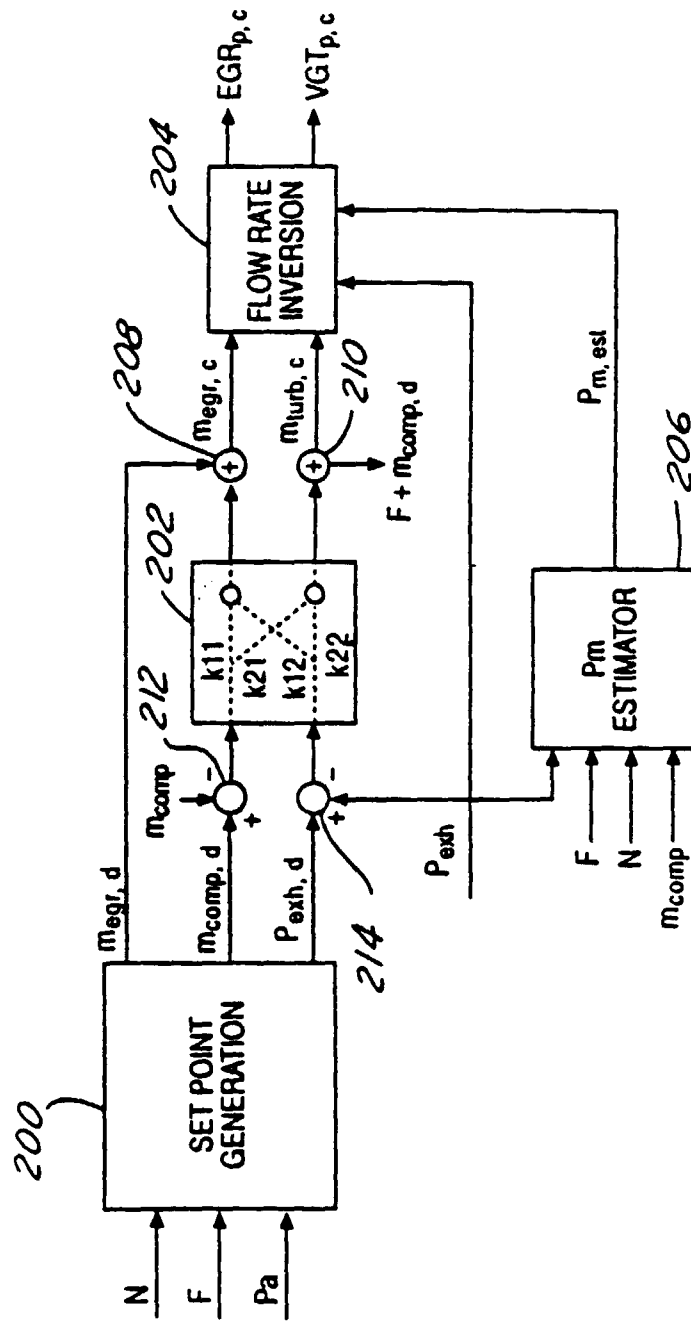 N
F
Pa
200
SET POINT
GENERATION
megr, d
mcomp, d
Pexh, d
mcomp
212
-
+
+
-
214
202
k11
k21
k12
k22
208
+
megr, c
210
+
mturb, c
F + mcomp, d
204
FLOW RATE
INVERSION
EGRp, c
VGTp, c
Pexh
F
N
mcomp
Pm
ESTIMATOR
206
Pm, est